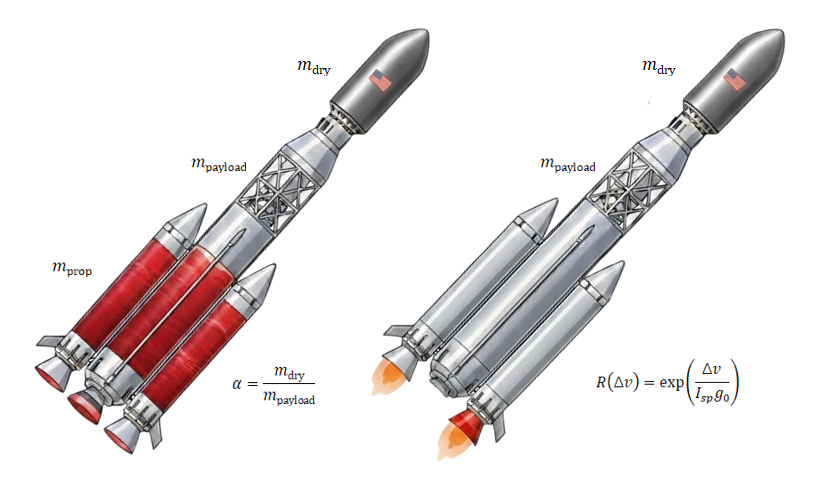 m_dry
m_dry
m_payload
m_payload
m_prop
α = m_dry / m_payload
R(Δv) = exp(Δv / I_sp g_0)